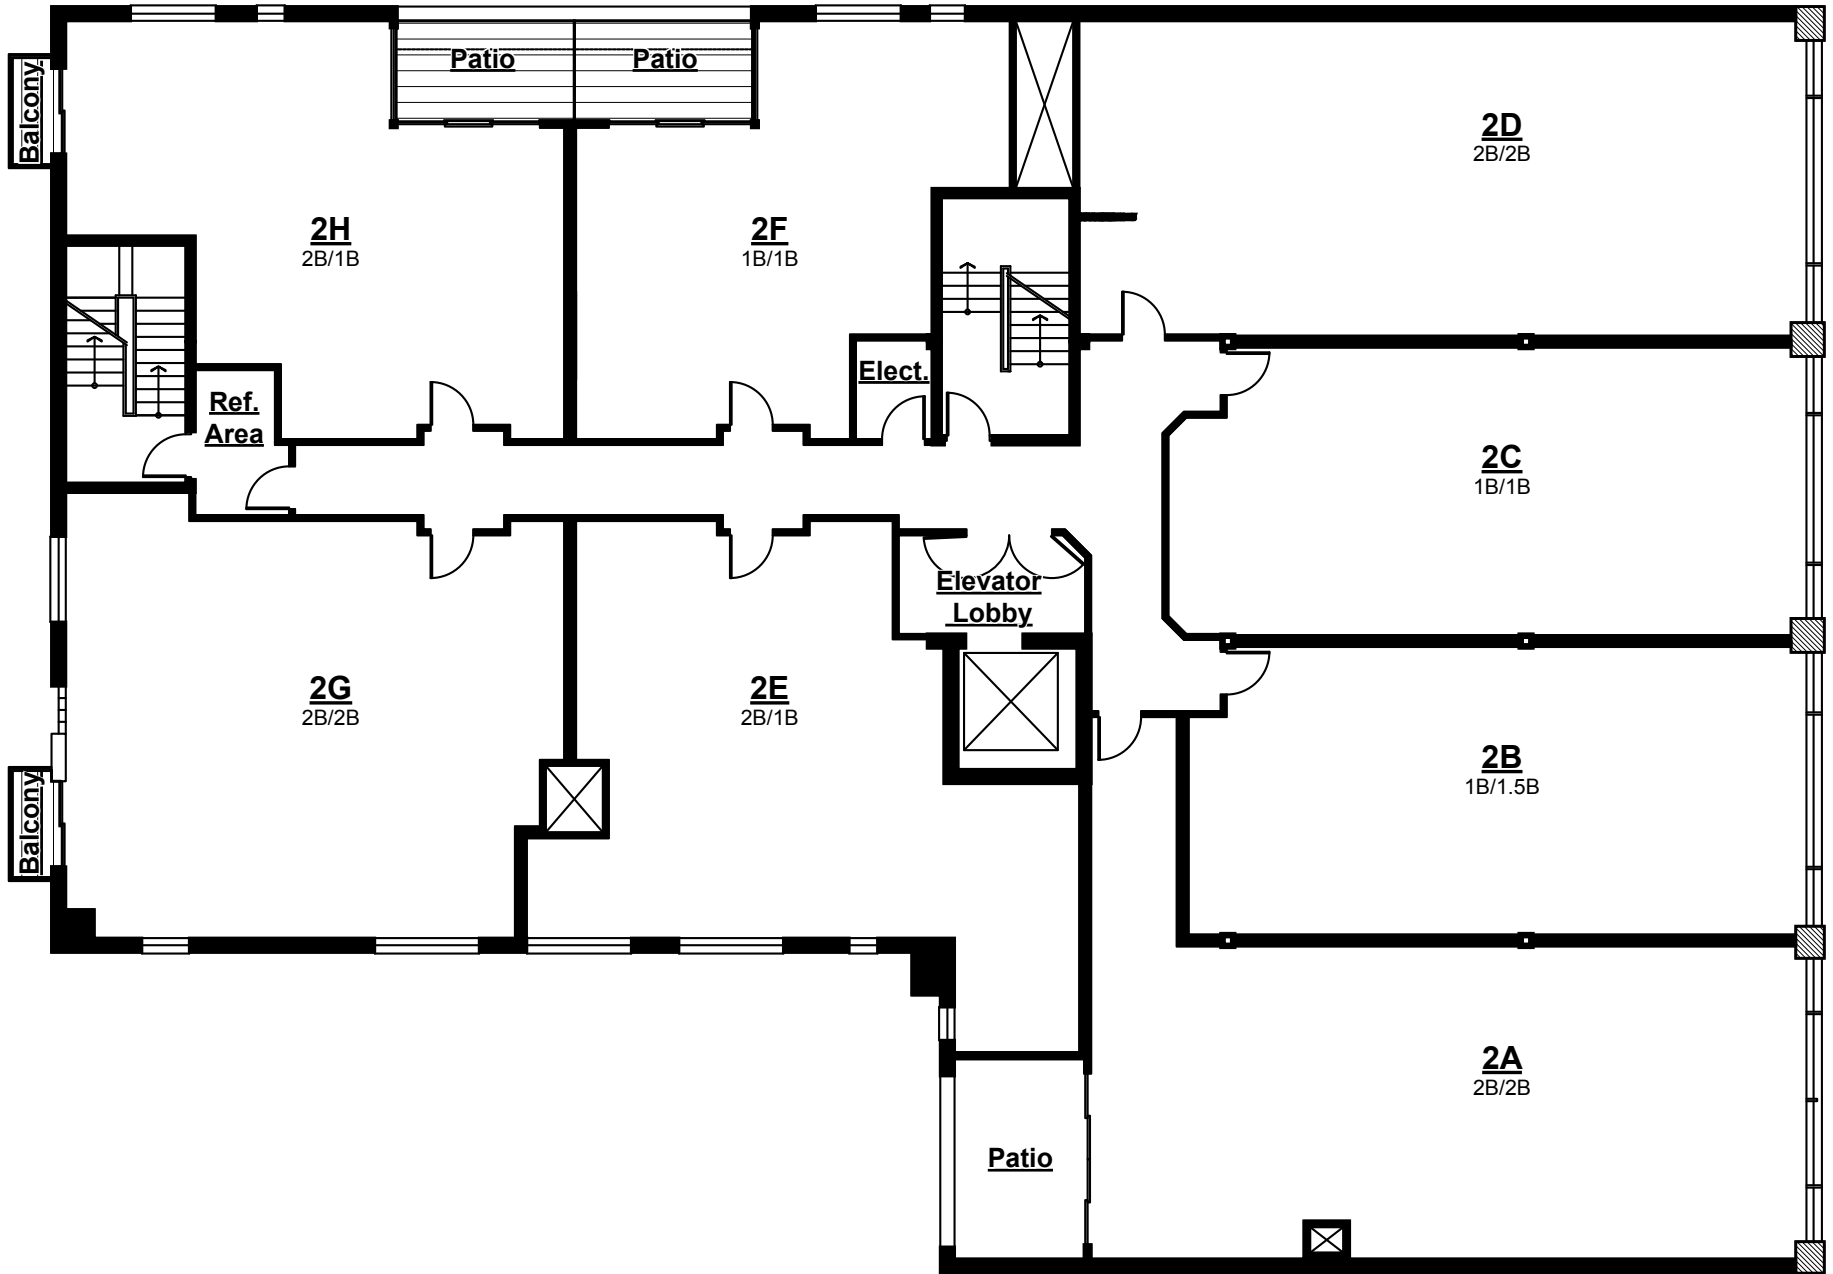 Patio
Patio
Balcony
2D
2B/2B
2H
2B/1B
2F
1B/1B
Elect.
Ref.
Area
2C
1B/1B
Elevator
Lobby
2G
2B/2B
2E
2B/1B
2B
1B/1.5B
Balcony
2A
2B/2B
Patio